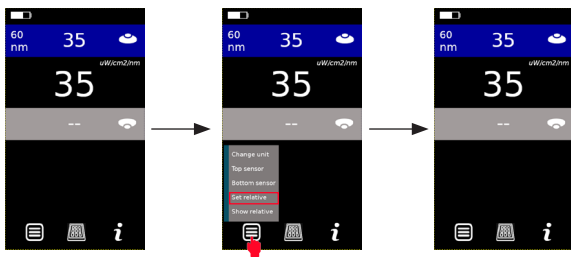 60
nm
35
uW/cm2/nm
35
--
60
nm
35
uW/cm2/nm
35
--
Change unit
Top sensor
Bottom sensor
Set relative
Show relative
i
60
nm
35
uW/cm2/nm
35
--
i
i